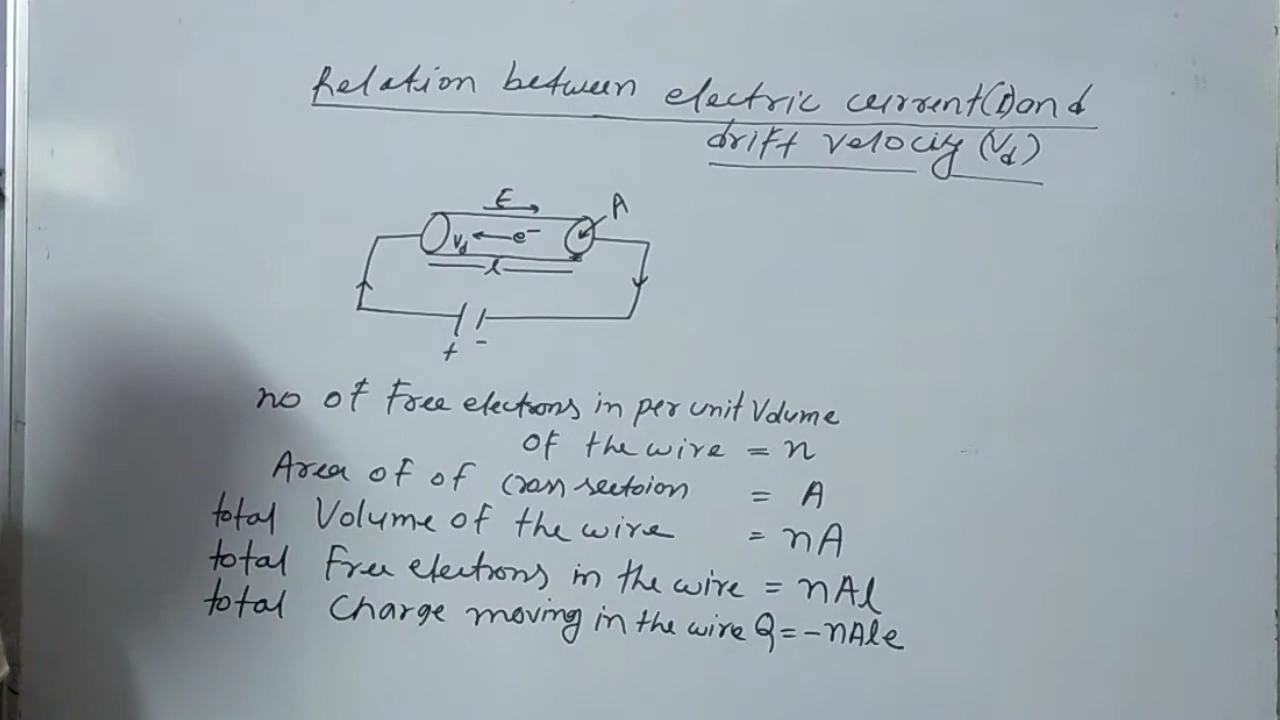 Relation between electric current(I) and
drift velociy (Vd)
E
A
Vd e-
l
+ -
no of Free electrons in per unit Volume
of the wire = n
Area of of cross sectoion = A
total Volume of the wire = nA
total Free electrons in the wire = nAl
total Charge moving in the wire Q = -nAle